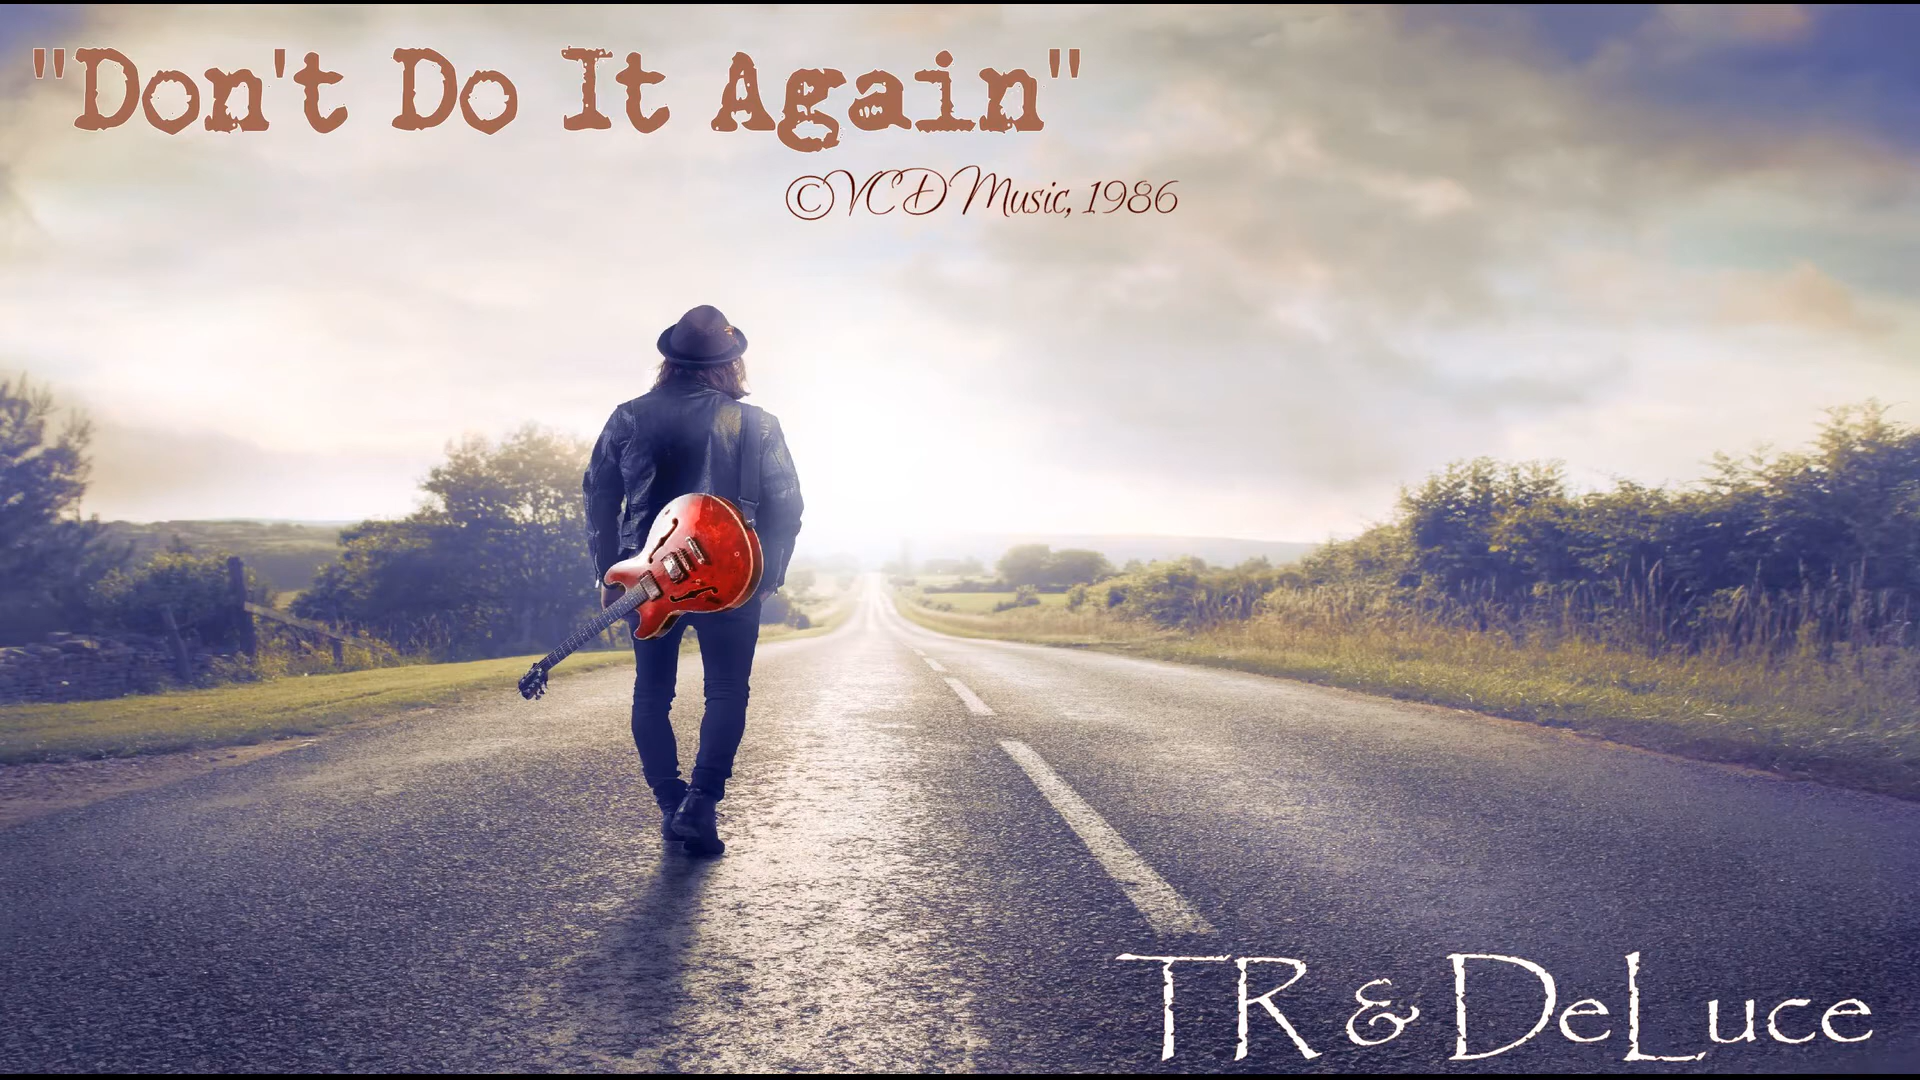 "Don't Do It Again"
©VCD Music, 1986
TR & DeLuce